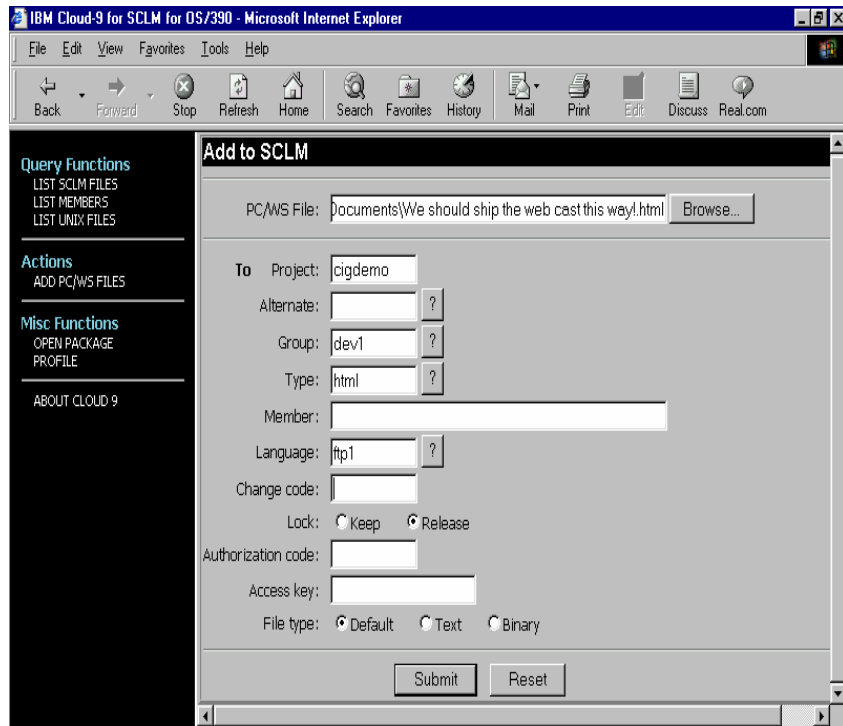 IBM Cloud-9 for SCLM for OS/390 - Microsoft Internet Explorer
File Edit View Favorites Tools Help
Back Forward Stop Refresh Home Search Favorites History Mail Print Edit Discuss Real.com
Query Functions
LIST SCLM FILES
LIST MEMBERS
LIST UNIX FILES
Actions
ADD PC/WS FILES
Misc Functions
OPEN PACKAGE
PROFILE
ABOUT CLOUD 9
Add to SCLM
PC/WS File: Documents\We should ship the web cast this way!.html Browse...
To Project: cigdemo
Alternate: ?
Group: dev1 ?
Type: html ?
Member:
Language: ftp1 ?
Change code:
Lock: Keep Release
Authorization code:
Access key:
File type: Default Text Binary
Submit Reset